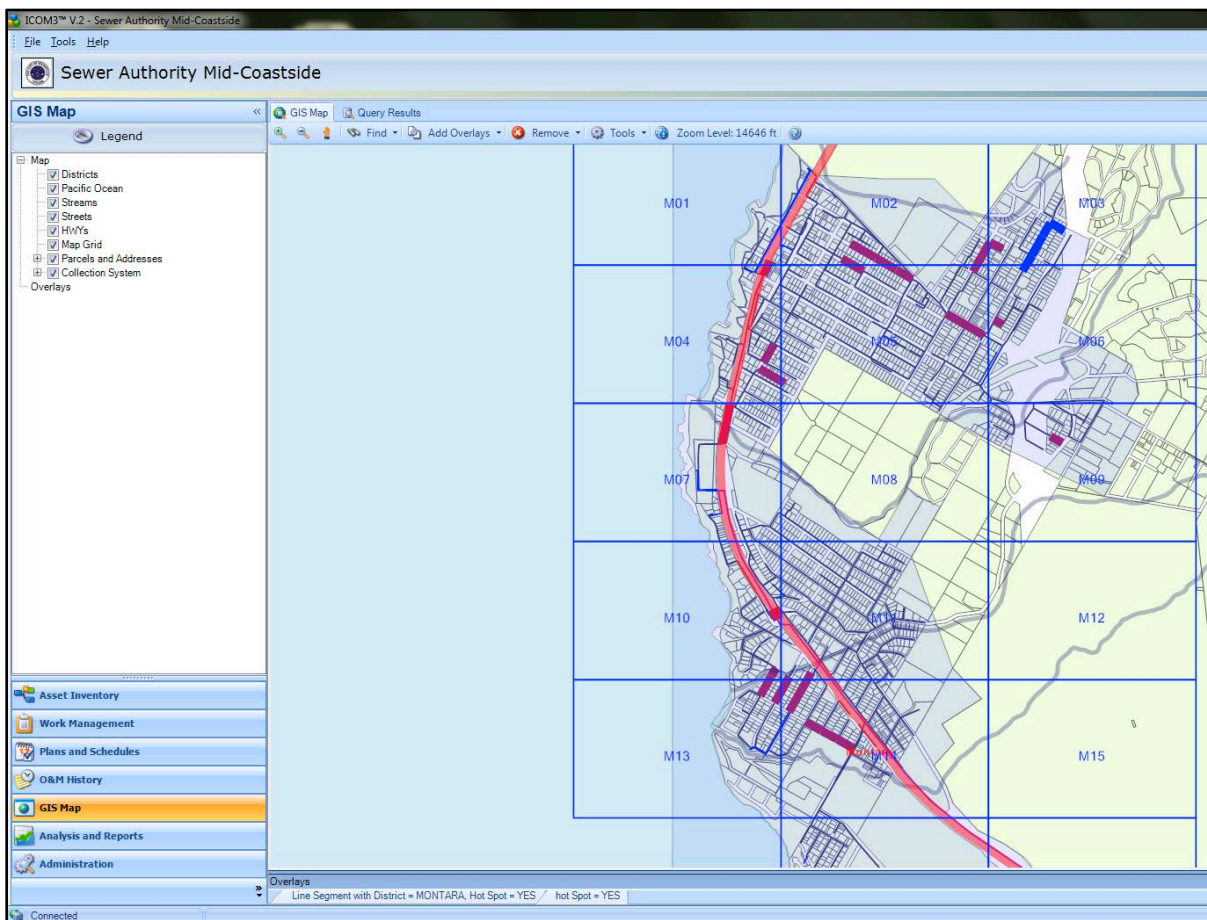 ICOM3™ V.2 - Sewer Authority Mid-Coastside
File Tools Help
Sewer Authority Mid-Coastside
GIS Map «
Legend
Map
Districts
Pacific Ocean
Streams
Streets
HWYs
Map Grid
Parcels and Addresses
Collection System
Overlays
Asset Inventory
Work Management
Plans and Schedules
O&M History
GIS Map
Analysis and Reports
Administration
»
Connected
GIS Map Query Results
Find Add Overlays Remove Tools Zoom Level: 14646 ft
M01 M02 M03
M04 M05 M06
M07 M08 M09
M10 M11 M12
M13 M14 M15
Overlays
Line Segment with District = MONTARA, Hot Spot = YES hot Spot = YES